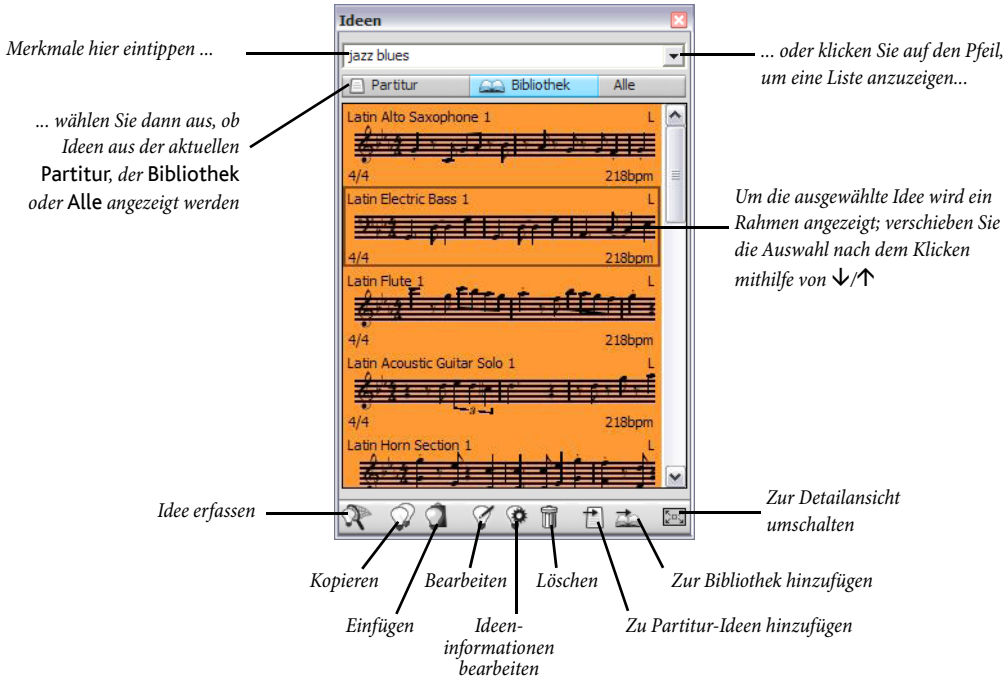 Ideen
Merkmale hier eintippen ...
jazz blues
... oder klicken Sie auf den Pfeil,
um eine Liste anzuzeigen...
Partitur
Bibliothek
Alle
... wählen Sie dann aus, ob
Ideen aus der aktuellen
Partitur, der Bibliothek
oder Alle angezeigt werden
Latin Alto Saxophone 1 L
4/4 218bpm
Latin Electric Bass 1 L
4/4 218bpm
Um die ausgewählte Idee wird ein
Rahmen angezeigt; verschieben Sie
die Auswahl nach dem Klicken
mithilfe von ↓/↑
Latin Flute 1 L
4/4 218bpm
Latin Acoustic Guitar Solo 1 L
3
4/4 218bpm
Latin Horn Section 1 L
Idee erfassen
Zur Detailansicht
umschalten
Kopieren
Bearbeiten
Löschen
Zur Bibliothek hinzufügen
Einfügen
Ideen-
informationen
bearbeiten
Zu Partitur-Ideen hinzufügen